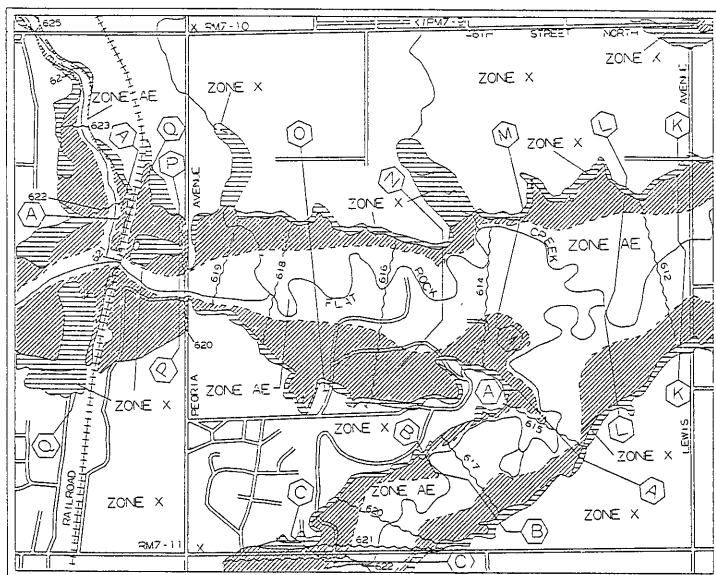 625
RM7-10
STREET
NORTH
ZONE X
ZONE X
AVENUE
62
ZONE AE
ZONE X
623
A
Q
O
M
L
K
ZONE X
P
AVENUE
N
622
A
ZONE X
CREEK
ZONE AE
619
618
616
614
612
FLAT
ROCK
620
P
PEORIA
ZONE AE
M
A
K
ZONE X
ZONE X
B
615
L
LEWIS
Q
617
ZONE X
RAILROAD
ZONE X
C
ZONE AE
A
620
B
ZONE X
RM7-11
621
622
C